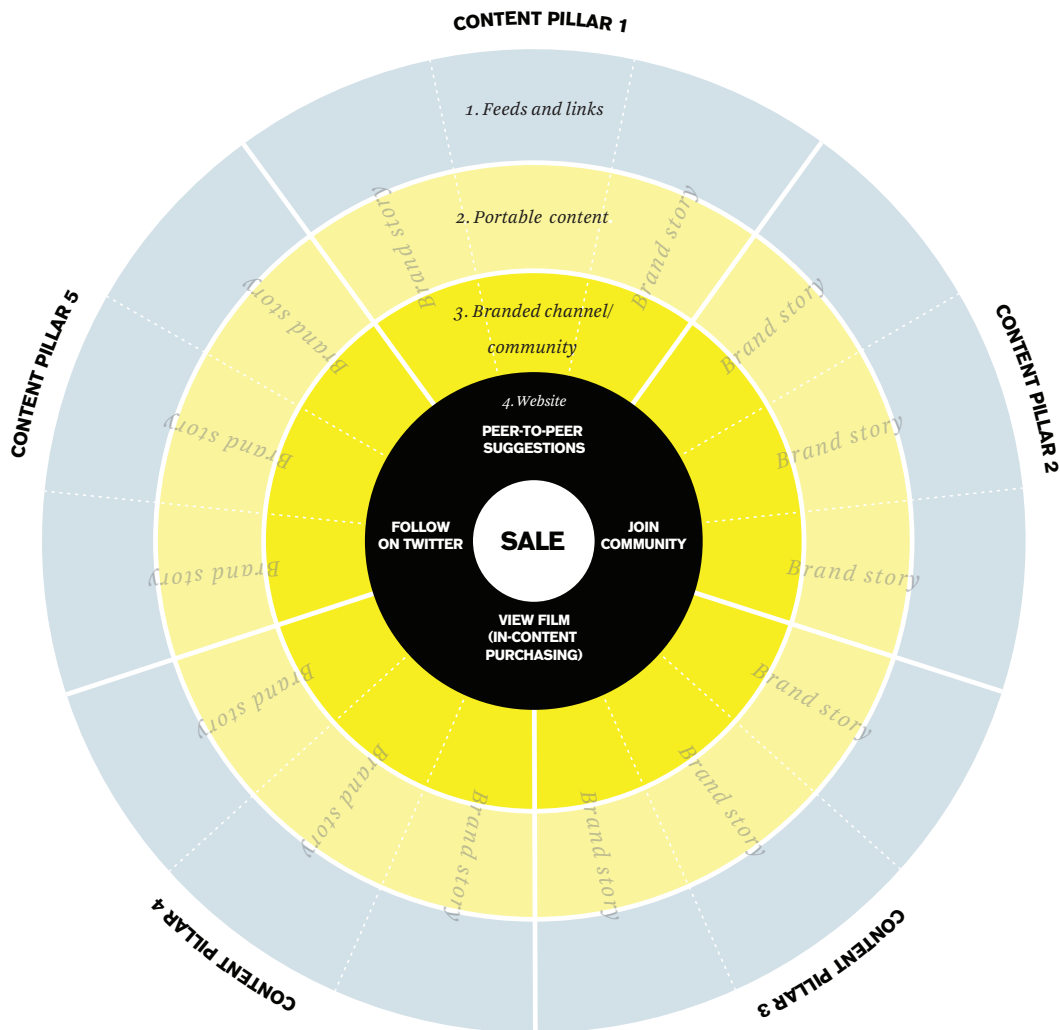 CONTENT PILLAR 1
1. Feeds and links
2. Portable content
Brand story
Brand story
3. Branded channel/
community
4. Website
PEER-TO-PEER
SUGGESTIONS
FOLLOW
ON TWITTER
SALE
JOIN
COMMUNITY
VIEW FILM
(IN-CONTENT
PURCHASING)
CONTENT PILLAR 2
Brand story
Brand story
Brand story
CONTENT PILLAR 3
Brand story
Brand story
Brand story
CONTENT PILLAR 4
Brand story
Brand story
Brand story
CONTENT PILLAR 5
Brand story
Brand story
Brand story